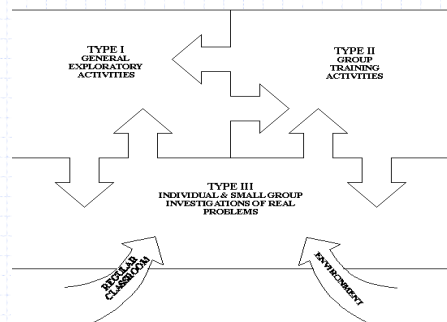 TYPE I
GENERAL
EXPLORATORY
ACTIVITIES
TYPE II
GROUP
TRAINING
ACTIVITIES
TYPE III
INDIVIDUAL & SMALL GROUP
INVESTIGATIONS OF REAL
PROBLEMS
REGULAR
CLASSROOM
ENVIRONMENT